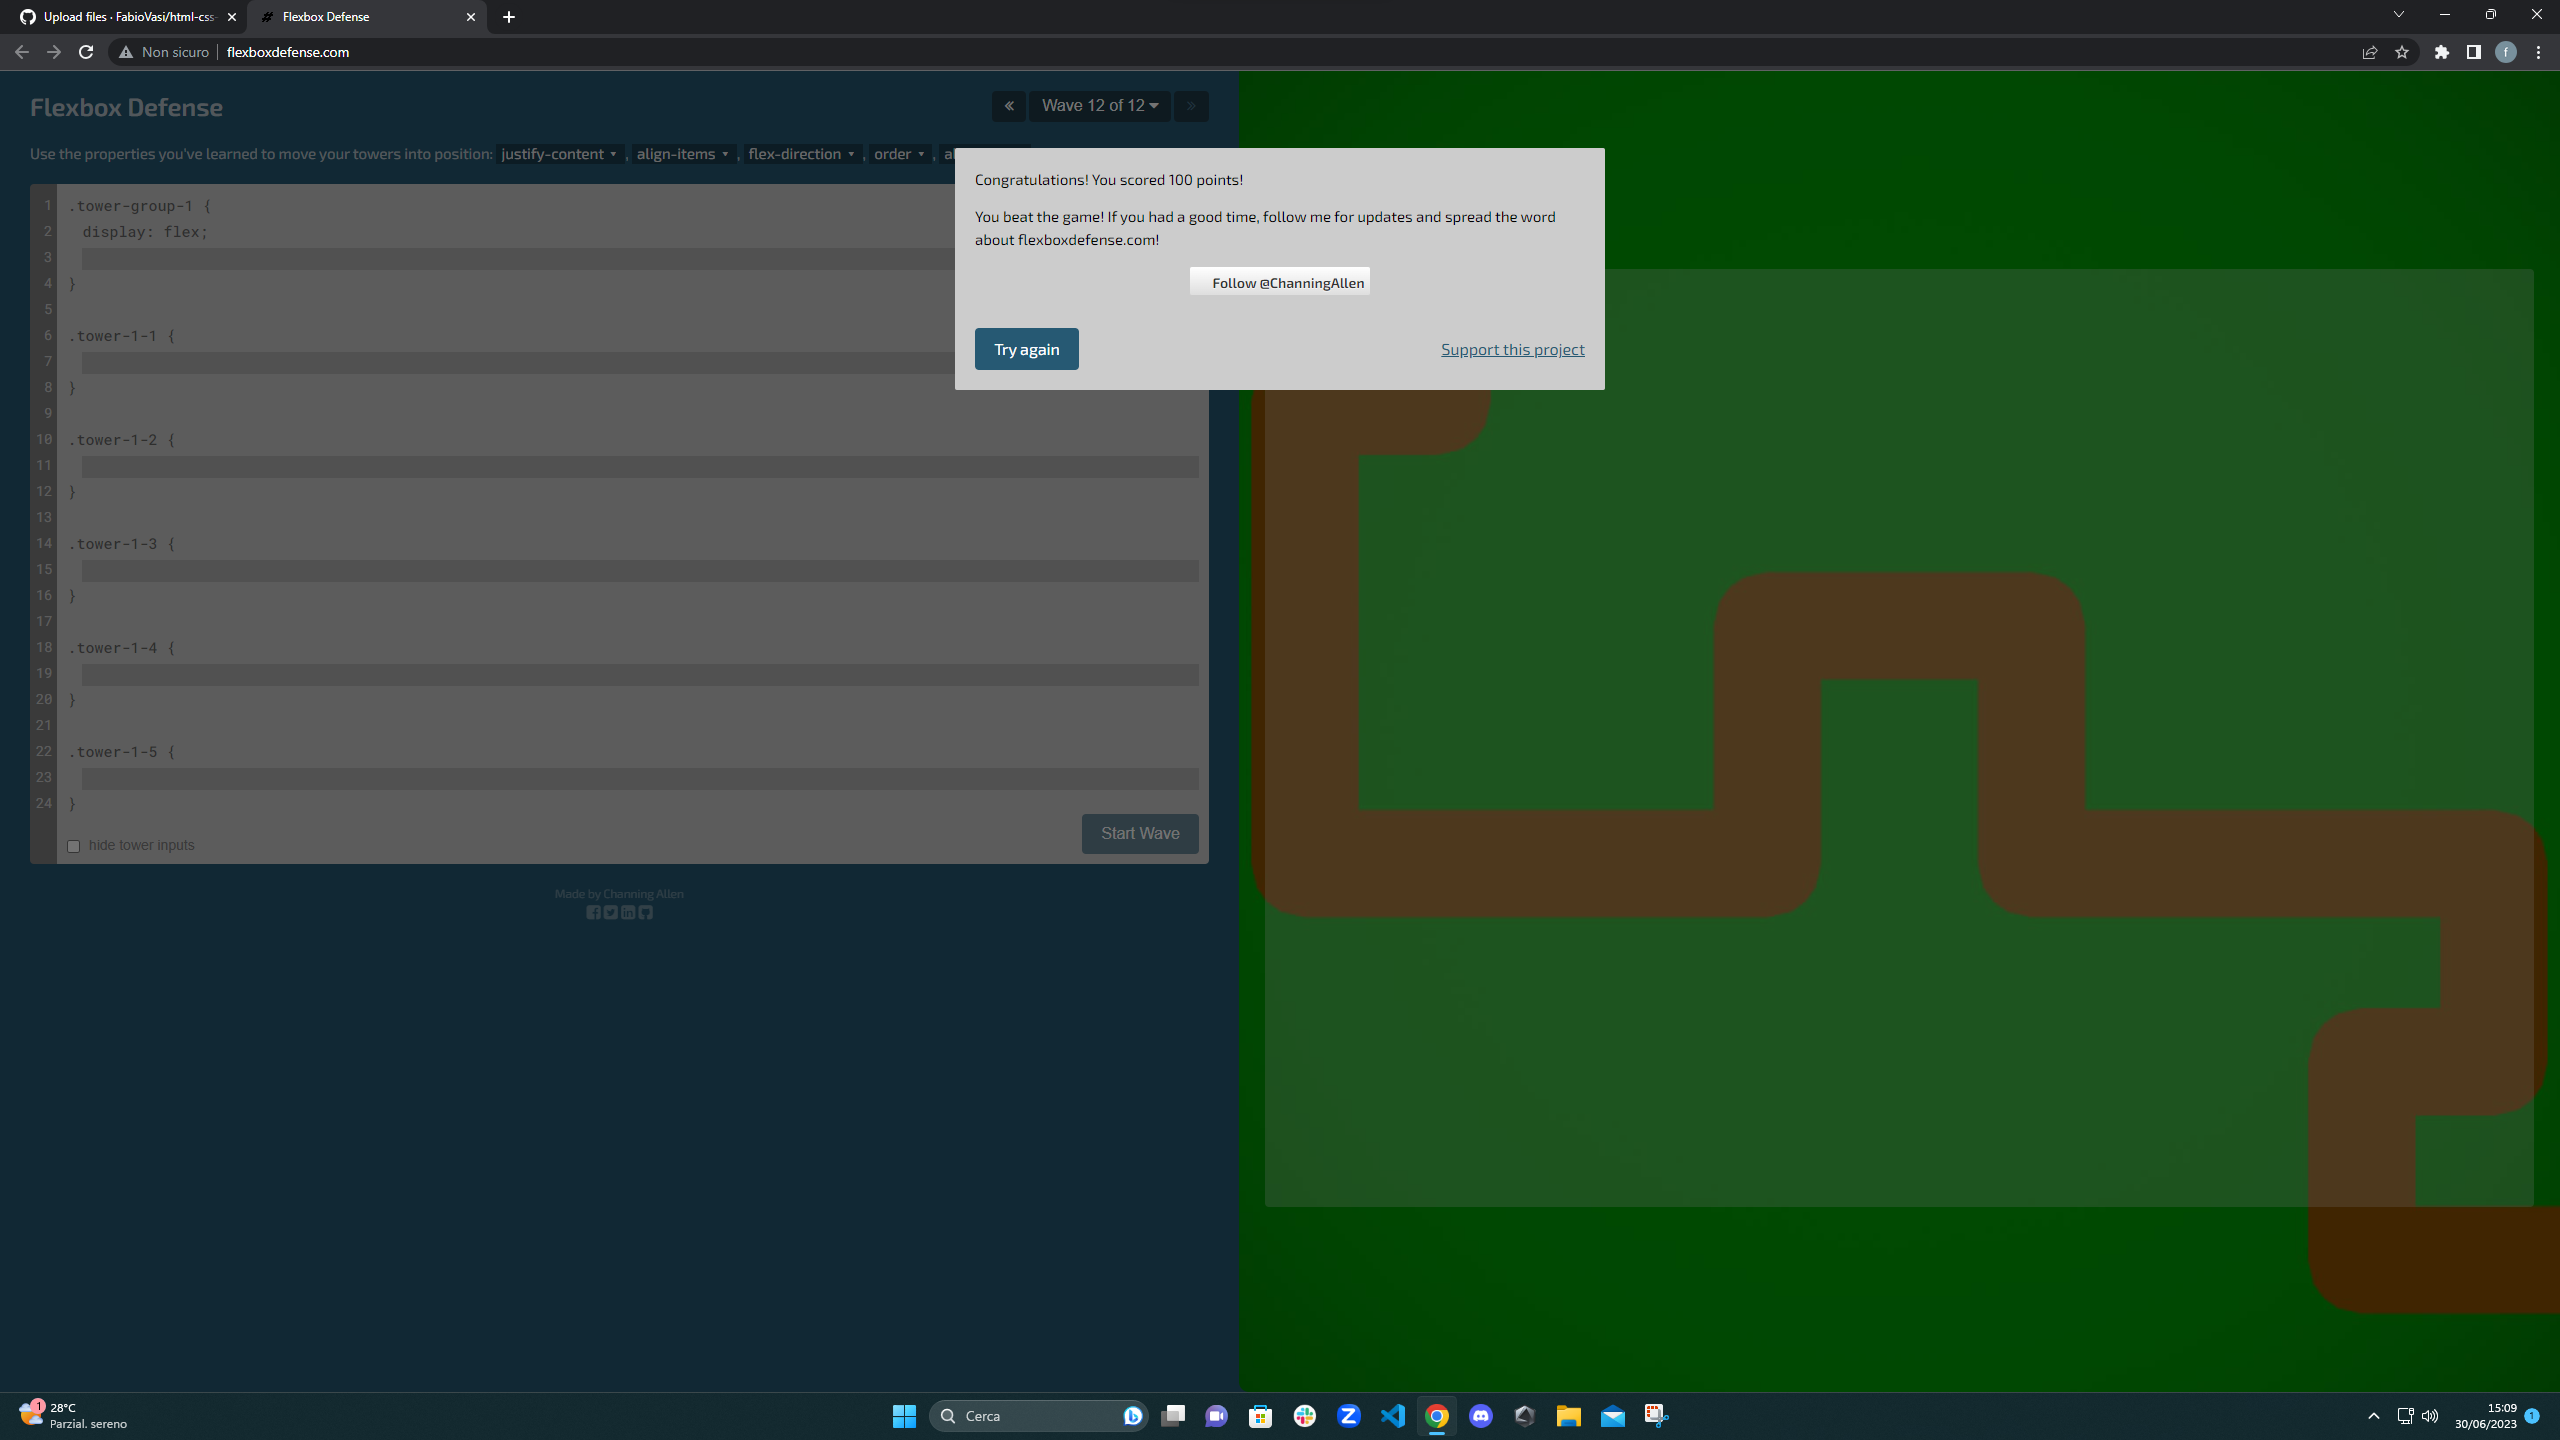 Upload files · FabioVasi/html-css-
Flexbox Defense
Non sicuro
flexboxdefense.com
f
Flexbox Defense
Wave 12 of 12
Use the properties you've learned to move your towers into position: justify-content , align-items , flex-direction , order ,
Congratulations! You scored 100 points!
You beat the game! If you had a good time, follow me for updates and spread the word
about flexboxdefense.com!
Follow @ChanningAllen
Try again
Support this project
1 .tower-group-1 {
2 display: flex;
3
4 }
5
6 .tower-1-1 {
7
8 }
9
10 .tower-1-2 {
11
12 }
13
14 .tower-1-3 {
15
16 }
17
18 .tower-1-4 {
19
20 }
21
22 .tower-1-5 {
23
24 }
hide tower inputs
Start Wave
Made by Channing Allen
1
28°C
Parzial. sereno
Cerca
15:09
30/06/2023
1